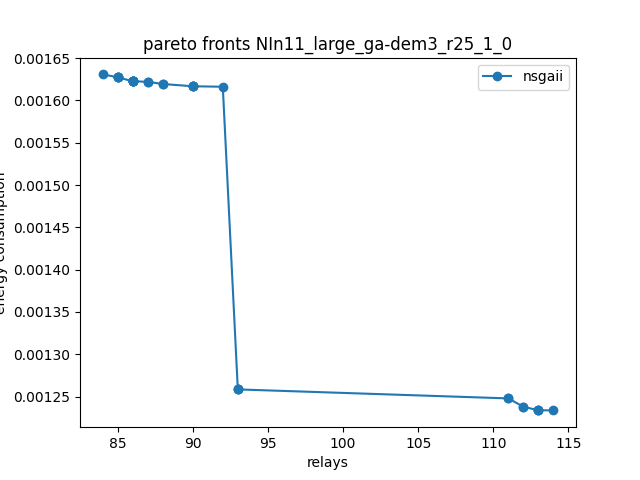 pareto fronts NIn11_large_ga-dem3_r25_1_0
nsgaii
0.00165
0.00160
0.00155
0.00150
0.00145
0.00140
0.00135
0.00130
0.00125
energy consumption
85 90 95 100 105 110 115
relays